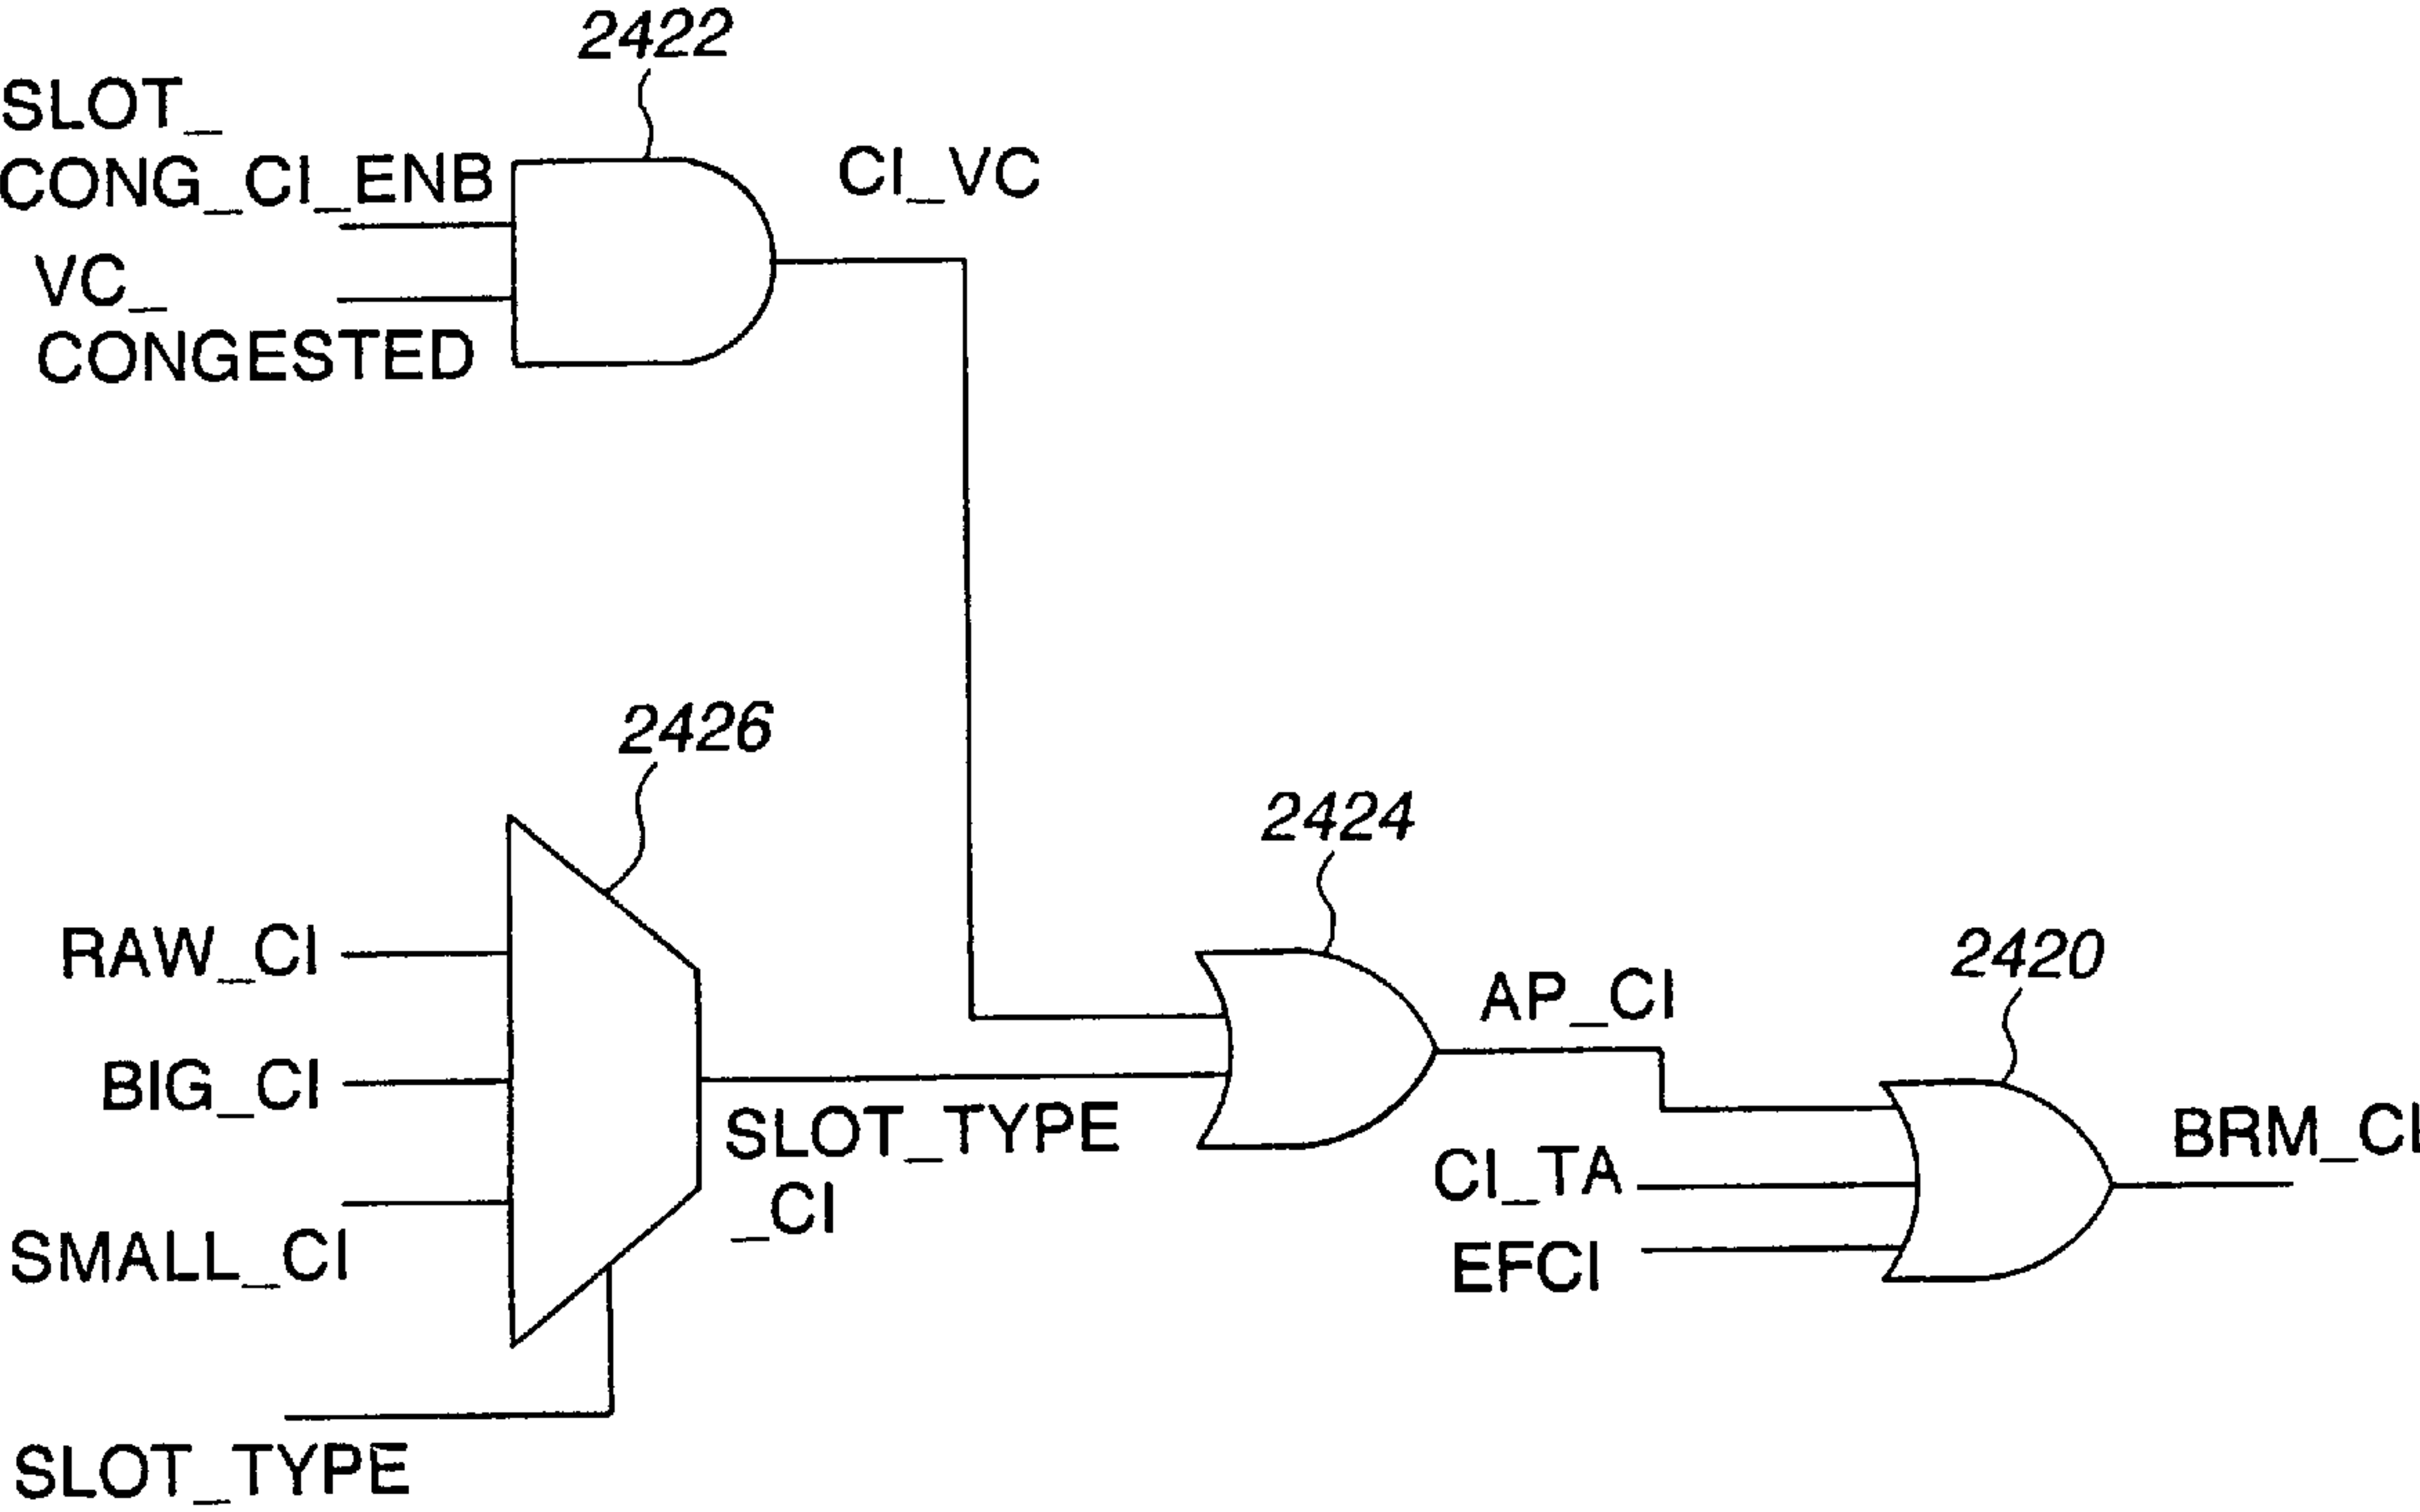 2422
SLOT_
CONG_CI_ENB
CI_VC
VC_
CONGESTED
2426
2424
RAW_CI
2420
AP_CI
BIG_CI
SLOT_TYPE
_CI
BRM_CI
CI_TA
SMALL_CI
EFCI
SLOT_TYPE